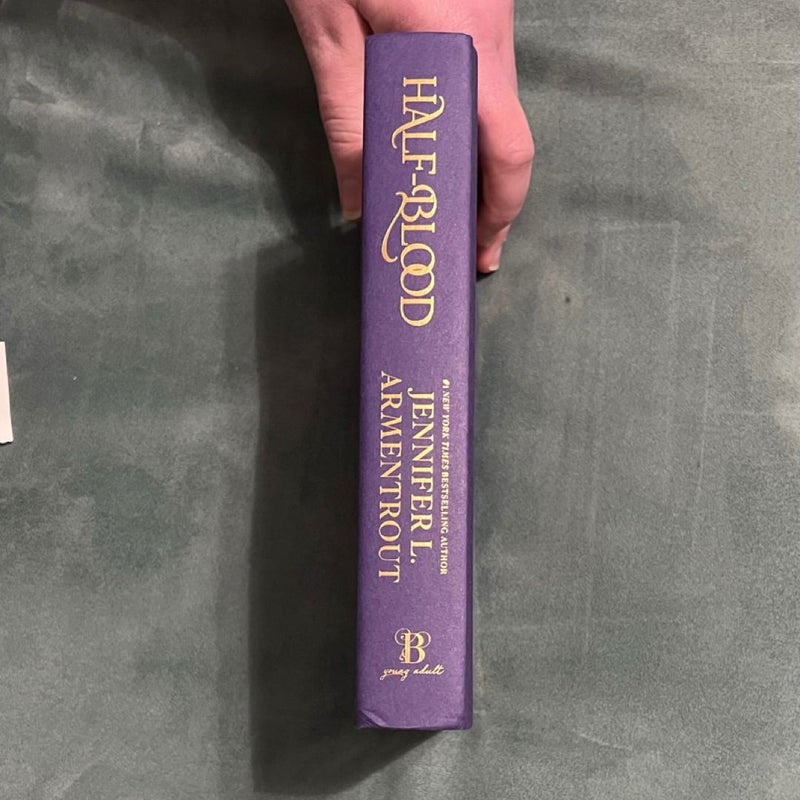 HALF-BLOOD
#1 NEW YORK TIMES BESTSELLING AUTHOR
JENNIFER L.
ARMENTROUT
B
young adult